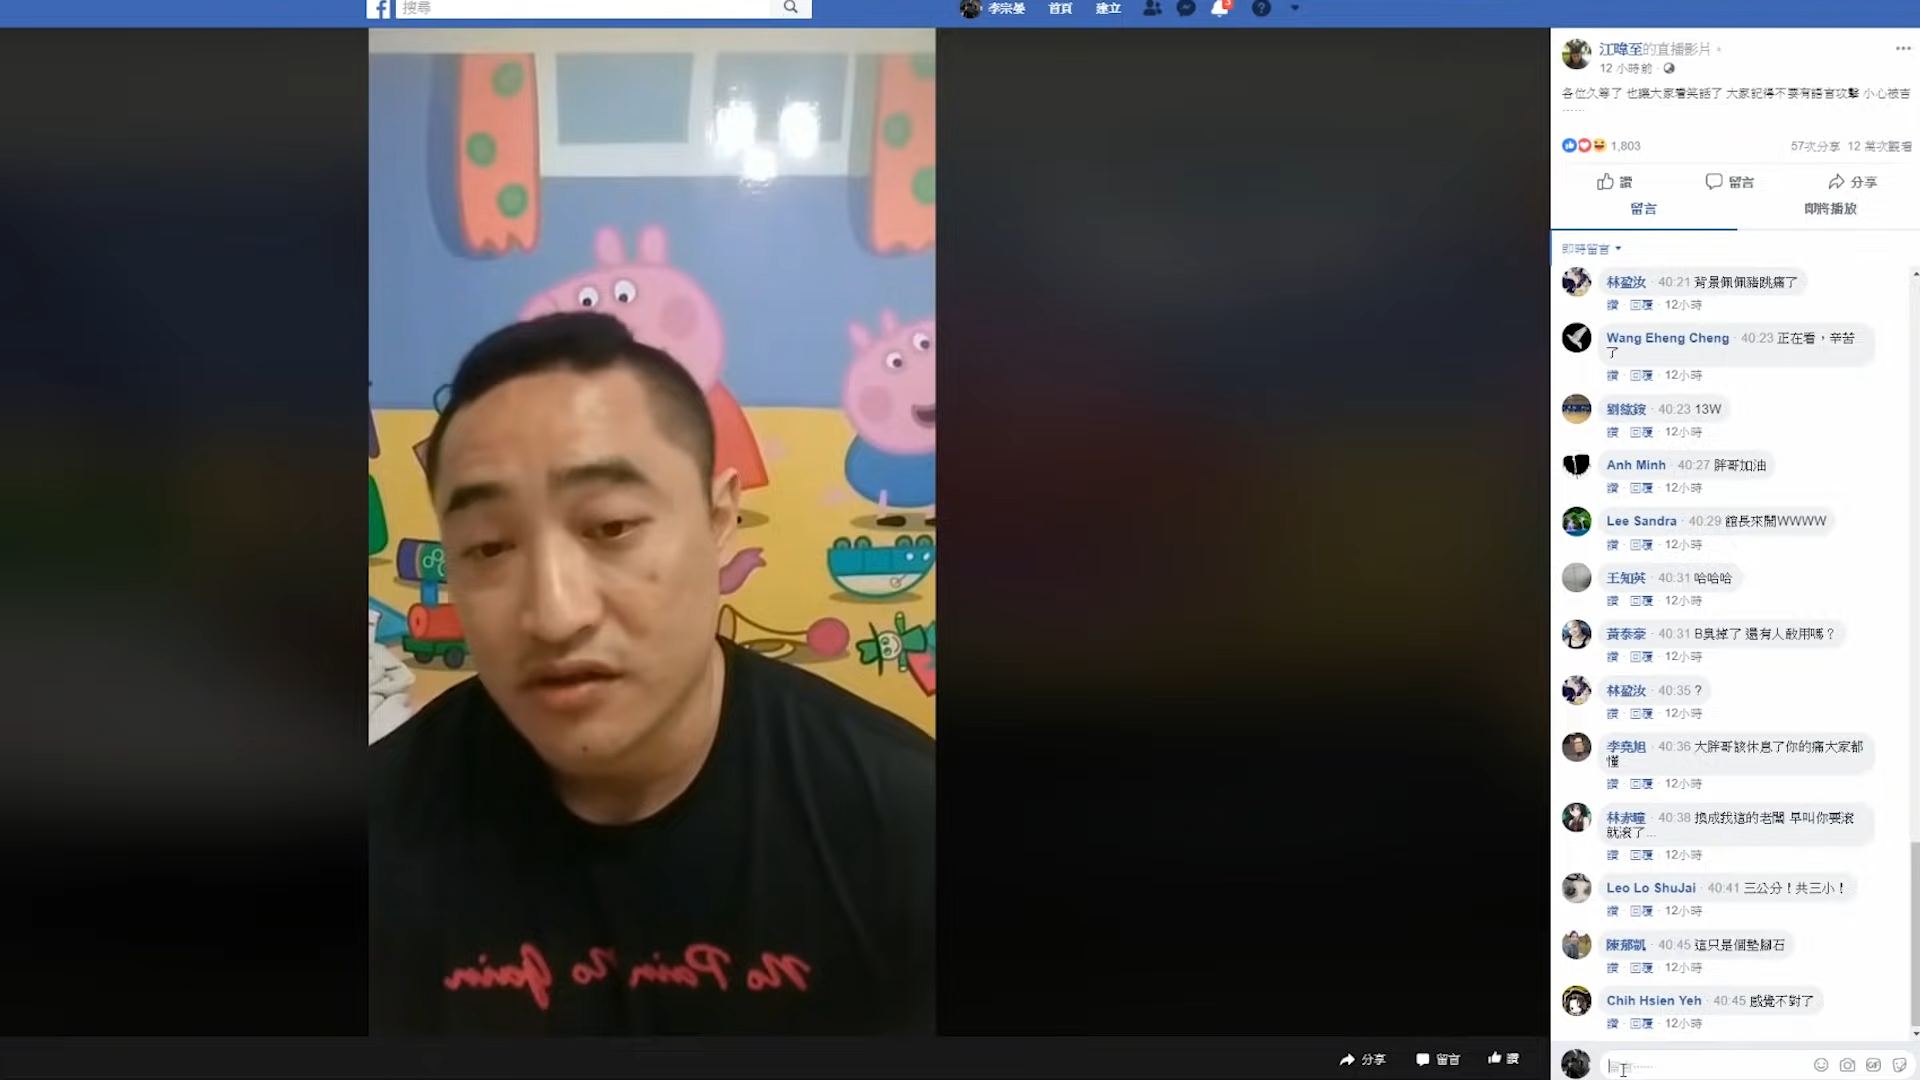 搜尋
李宗晏 首頁 建立
3
江暐至的直播影片。
12 小時前
各位久等了 也讓大家看笑話了 大家記得不要有語言攻擊 小心被吉
......
1,803
57次分享 12 萬次觀看
讚 留言 分享
留言 即將播放
即時留言
林盈汝 · 40:21 背景佩佩豬跳痛了
讚 · 回覆 · 12小時
Wang Eheng Cheng · 40:23 正在看，辛苦
了
讚 · 回覆 · 12小時
40:23 13W
讚 · 回覆 · 12小時
Anh Minh · 40:27 胖哥加油
讚 · 回覆 · 12小時
Lee Sandra · 40:29 館長來鬧WWWW
讚 · 回覆 · 12小時
王知英 · 40:31 哈哈哈
讚 · 回覆 · 12小時
黃泰豪 · 40:31 B臭掉了 還有人敢用嗎？
讚 · 回覆 · 12小時
林盈汝 · 40:35 ?
讚 · 回覆 · 12小時
李堯旭 · 40:36 大胖哥該休息了你的痛大家都
懂
讚 · 回覆 · 12小時
林赤瞳 · 40:38 換成我這的老闆 早叫你要滾
就滾了...
讚 · 回覆 · 12小時
Leo Lo ShuJai · 40:41 三公分！共三小！
讚 · 回覆 · 12小時
陳郁凱 · 40:45 這只是個墊腳石
讚 · 回覆 · 12小時
Chih Hsien Yeh · 40:45 感覺不對了
讚 · 回覆 · 12小時
No Pain No Gain
分享 留言 讚